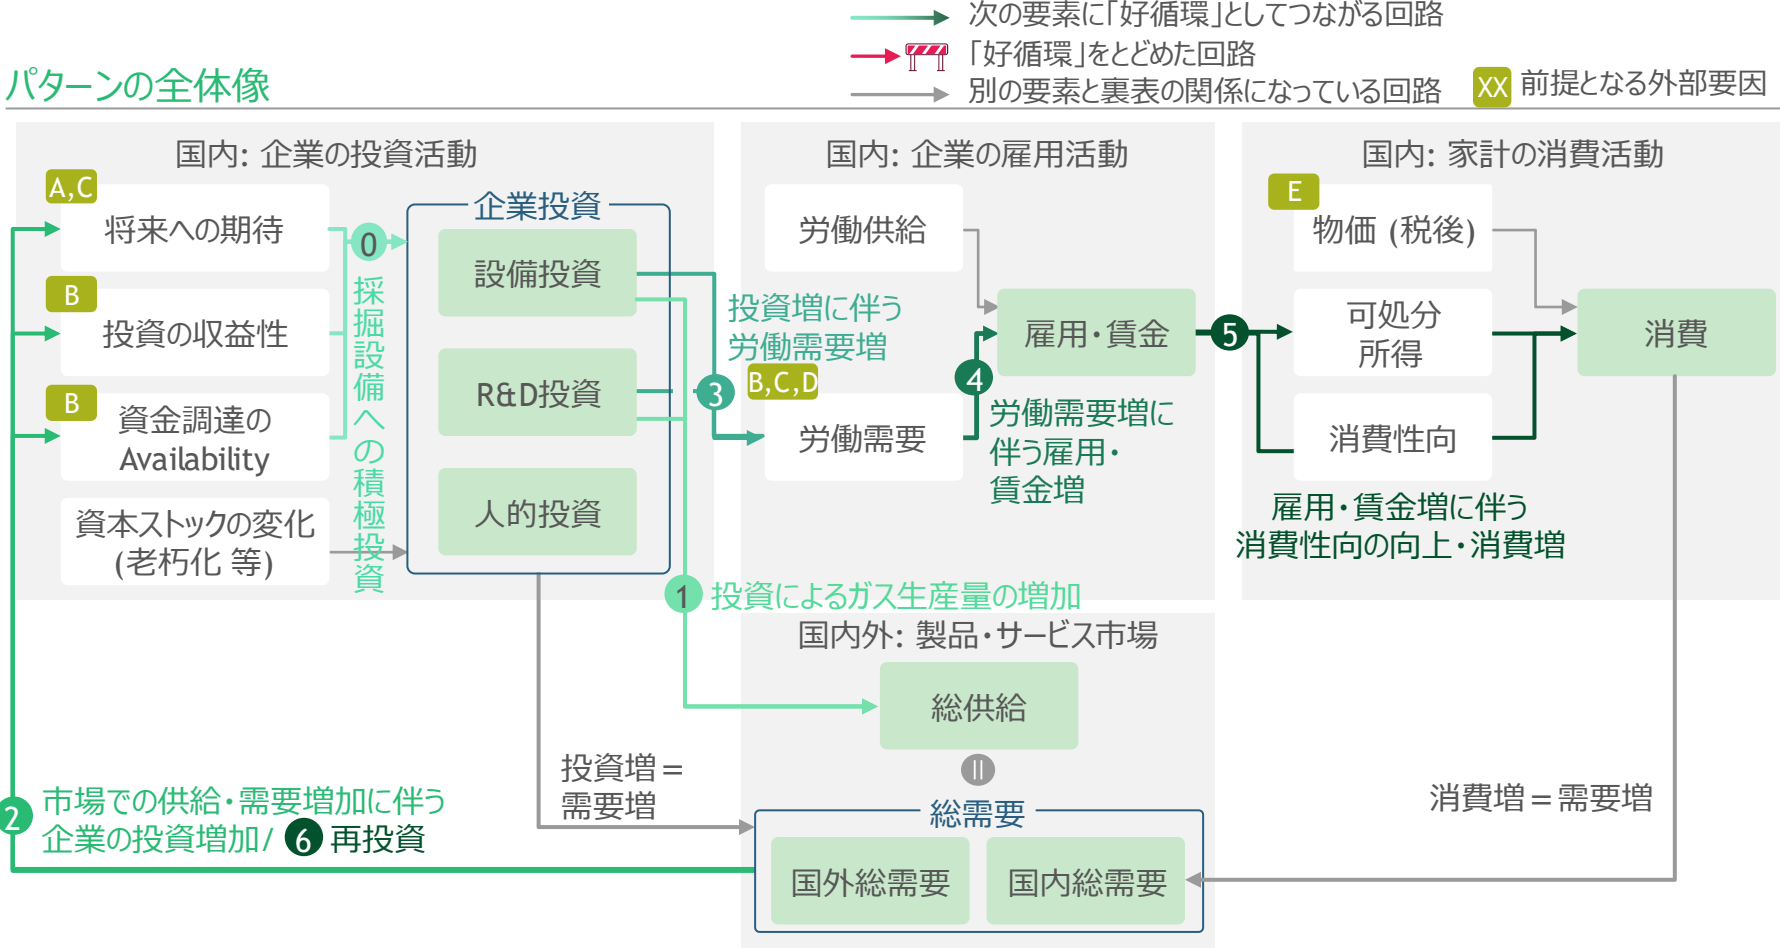 次の要素に「好循環」としてつながる回路
「好循環」をとどめた回路
別の要素と裏表の関係になっている回路
XX 前提となる外部要因
パターンの全体像
国内: 企業の投資活動
A,C
将来への期待
B
投資の収益性
B
資金調達の
Availability
資本ストックの変化
(老朽化 等)
0
採掘設備への積極投資
企業投資
設備投資
R&D投資
人的投資
国内: 企業の雇用活動
労働供給
投資増に伴う
労働需要増
3
B,C,D
労働需要
4
雇用・賃金
労働需要増に
伴う雇用・
賃金増
国内: 家計の消費活動
E
物価 (税後)
5
可処分
所得
消費性向
消費
雇用・賃金増に伴う
消費性向の向上・消費増
1 投資によるガス生産量の増加
国内外: 製品・サービス市場
総供給
=
総需要
国外総需要
国内総需要
投資増＝
需要増
消費増＝需要増
2 市場での供給・需要増加に伴う
企業の投資増加/ 6 再投資